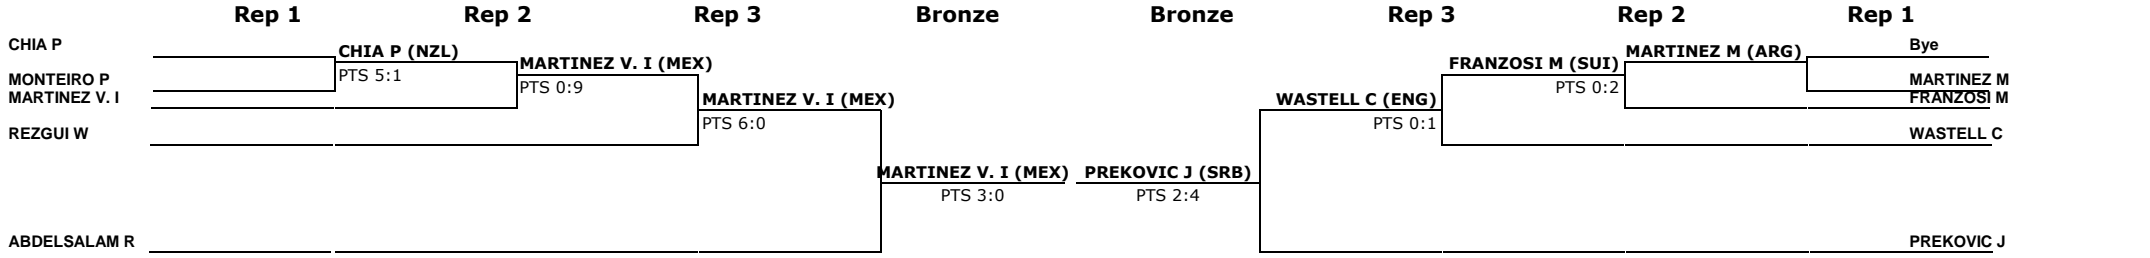 Rep 1 Rep 2 Rep 3 Bronze Bronze Rep 3 Rep 2 Rep 1
CHIA P
CHIA P (NZL)
PTS 5:1
MONTEIRO P
MARTINEZ V. I
MARTINEZ V. I (MEX)
PTS 0:9
REZGUI W
MARTINEZ V. I (MEX)
PTS 6:0
MARTINEZ V. I (MEX)
PTS 3:0
ABDELSALAM R
PREKOVIC J (SRB)
PTS 2:4
WASTELL C (ENG)
PTS 0:1
FRANZOSI M (SUI)
PTS 0:2
MARTINEZ M (ARG)
Bye
MARTINEZ M
FRANZOSI M
WASTELL C
PREKOVIC J